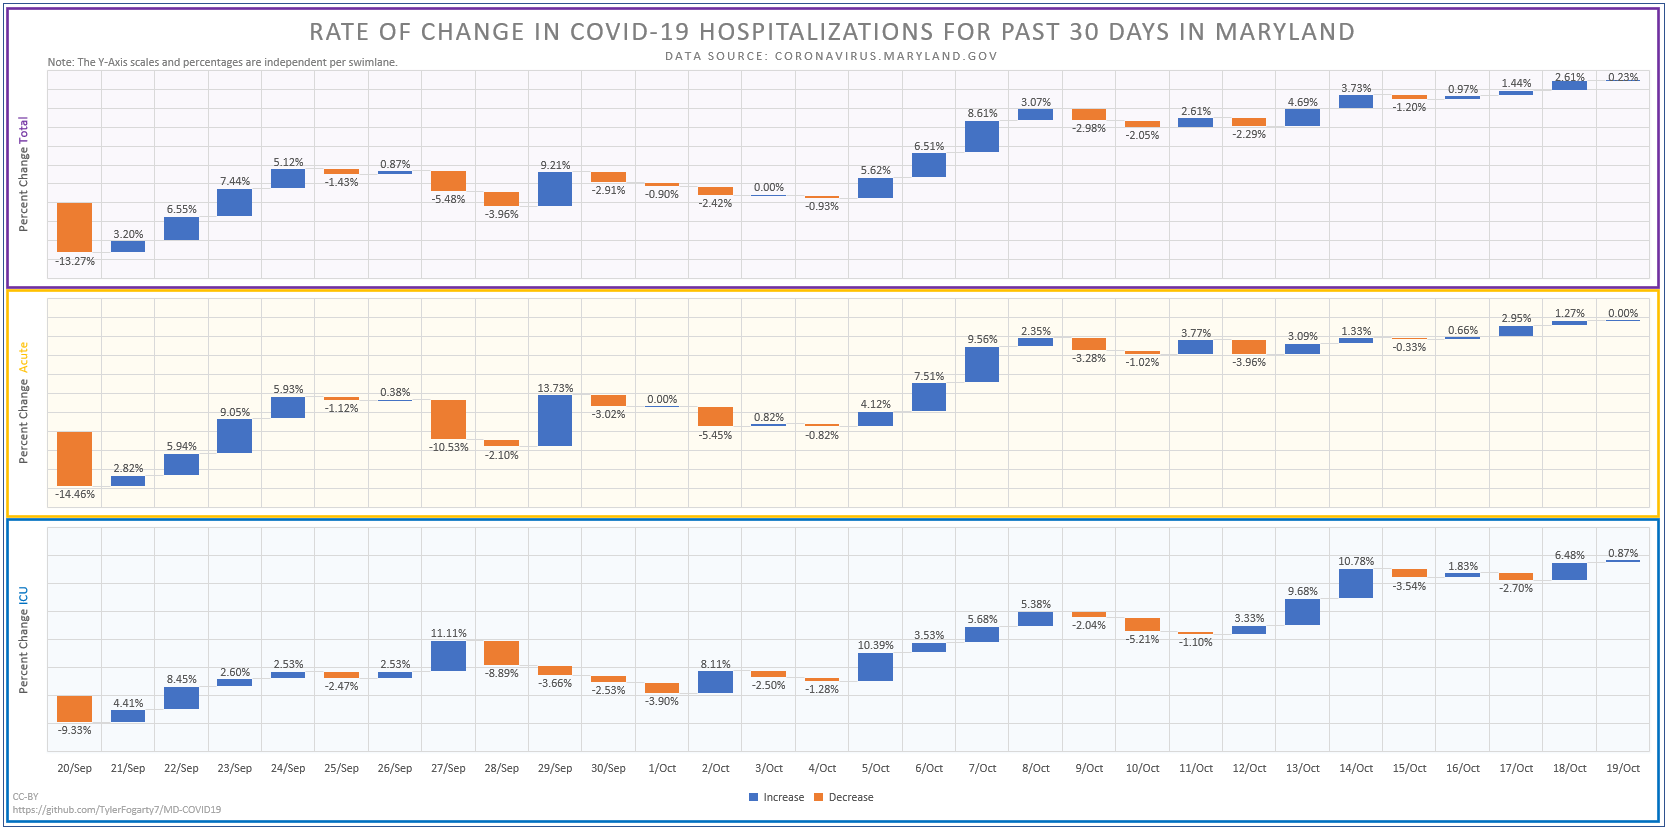 RATE OF CHANGE IN COVID-19 HOSPITALIZATIONS FOR PAST 30 DAYS IN MARYLAND
DATA SOURCE: CORONAVIRUS.MARYLAND.GOV
Note: The Y-Axis scales and percentages are independent per swimlane.
Percent Change Total
-13.27% 3.20% 6.55% 7.44% 5.12% -1.43% 0.87% -5.48% -3.96% 9.21% -2.91% -0.90% -2.42% 0.00% -0.93% 5.62% 6.51% 8.61% 3.07% -2.98% -2.05% 2.61% -2.29% 4.69% 3.73% -1.20% 0.97% 1.44% 2.61% 0.23%
Percent Change Acute
-14.46% 2.82% 5.94% 9.05% 5.93% -1.12% 0.38% -10.53% -2.10% 13.73% -3.02% 0.00% -5.45% 0.82% -0.82% 4.12% 7.51% 9.56% 2.35% -3.28% -1.02% 3.77% -3.96% 3.09% 1.33% -0.33% 0.66% 2.95% 1.27% 0.00%
Percent Change ICU
-9.33% 4.41% 8.45% 2.60% 2.53% -2.47% 2.53% 11.11% -8.89% -3.66% -2.53% -3.90% 8.11% -2.50% -1.28% 10.39% 3.53% 5.68% 5.38% -2.04% -5.21% -1.10% 3.33% 9.68% 10.78% -3.54% 1.83% -2.70% 6.48% 0.87%
20/Sep 21/Sep 22/Sep 23/Sep 24/Sep 25/Sep 26/Sep 27/Sep 28/Sep 29/Sep 30/Sep 1/Oct 2/Oct 3/Oct 4/Oct 5/Oct 6/Oct 7/Oct 8/Oct 9/Oct 10/Oct 11/Oct 12/Oct 13/Oct 14/Oct 15/Oct 16/Oct 17/Oct 18/Oct 19/Oct
Increase Decrease
CC-BY
https://github.com/TylerFogarty7/MD-COVID19